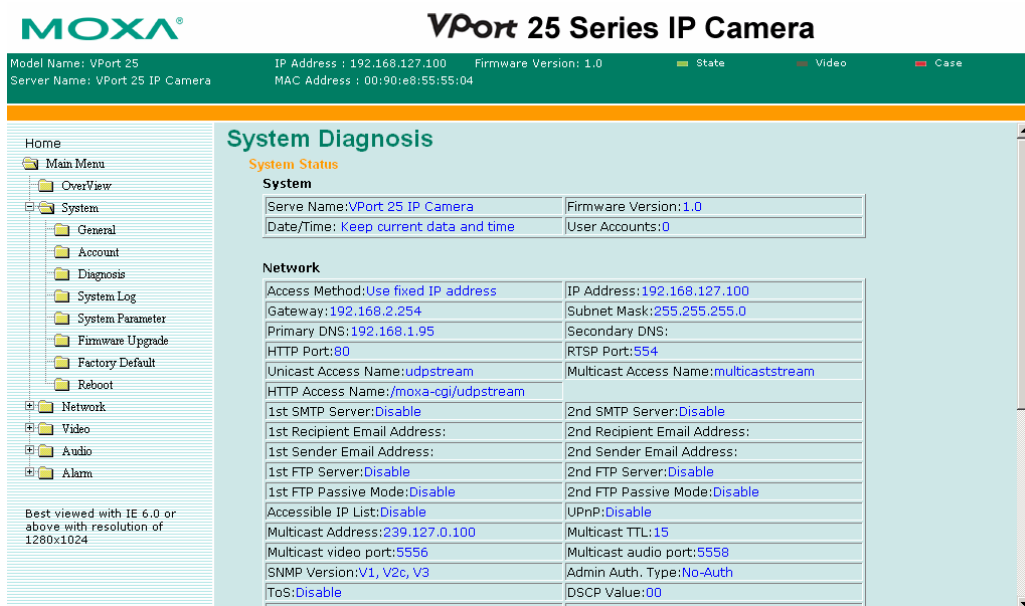 MOXA®
VPort 25 Series IP Camera
Model Name: VPort 25
IP Address : 192.168.127.100
Firmware Version: 1.0
State
Video
Case
Server Name: VPort 25 IP Camera
MAC Address : 00:90:e8:55:55:04
Home
Main Menu
OverView
System
General
Account
Diagnosis
System Log
System Parameter
Firmware Upgrade
Factory Default
Reboot
Network
Video
Audio
Alarm
Best viewed with IE 6.0 or
above with resolution of
1280x1024
System Diagnosis
System Status
System
Serve Name:VPort 25 IP Camera
Firmware Version:1.0
Date/Time: Keep current data and time
User Accounts:0
Network
Access Method:Use fixed IP address
IP Address:192.168.127.100
Gateway:192.168.2.254
Subnet Mask:255.255.255.0
Primary DNS:192.168.1.95
Secondary DNS:
HTTP Port:80
RTSP Port:554
Unicast Access Name:udpstream
Multicast Access Name:multicaststream
HTTP Access Name:/moxa-cgi/udpstream
1st SMTP Server:Disable
2nd SMTP Server:Disable
1st Recipient Email Address:
2nd Recipient Email Address:
1st Sender Email Address:
2nd Sender Email Address:
1st FTP Server:Disable
2nd FTP Server:Disable
1st FTP Passive Mode:Disable
2nd FTP Passive Mode:Disable
Accessible IP List:Disable
UPnP:Disable
Multicast Address:239.127.0.100
Multicast TTL:15
Multicast video port:5556
Multicast audio port:5558
SNMP Version:V1, V2c, V3
Admin Auth. Type:No-Auth
ToS:Disable
DSCP Value:00